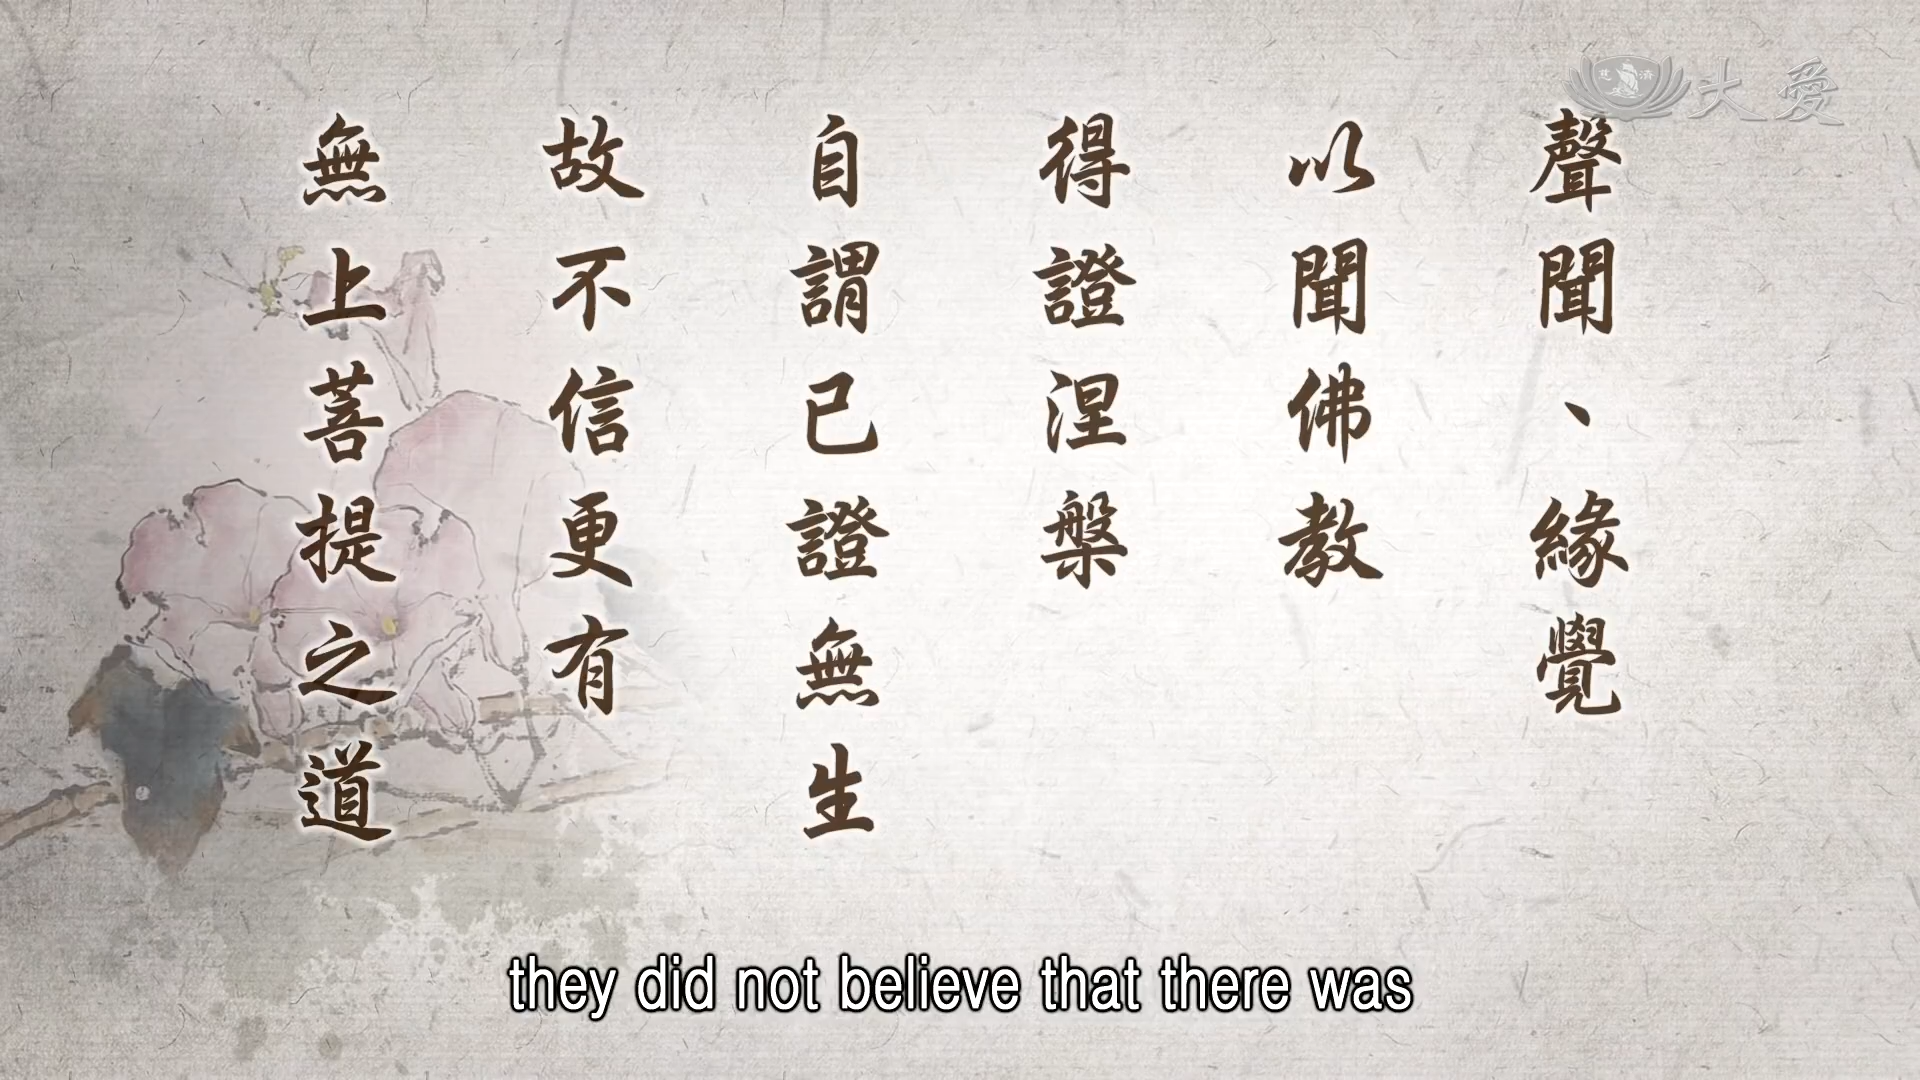 大愛
聲聞、緣覺
以聞佛教
得證涅槃
自謂已證無生
故不信更有
無上菩提之道
they did not believe that there was